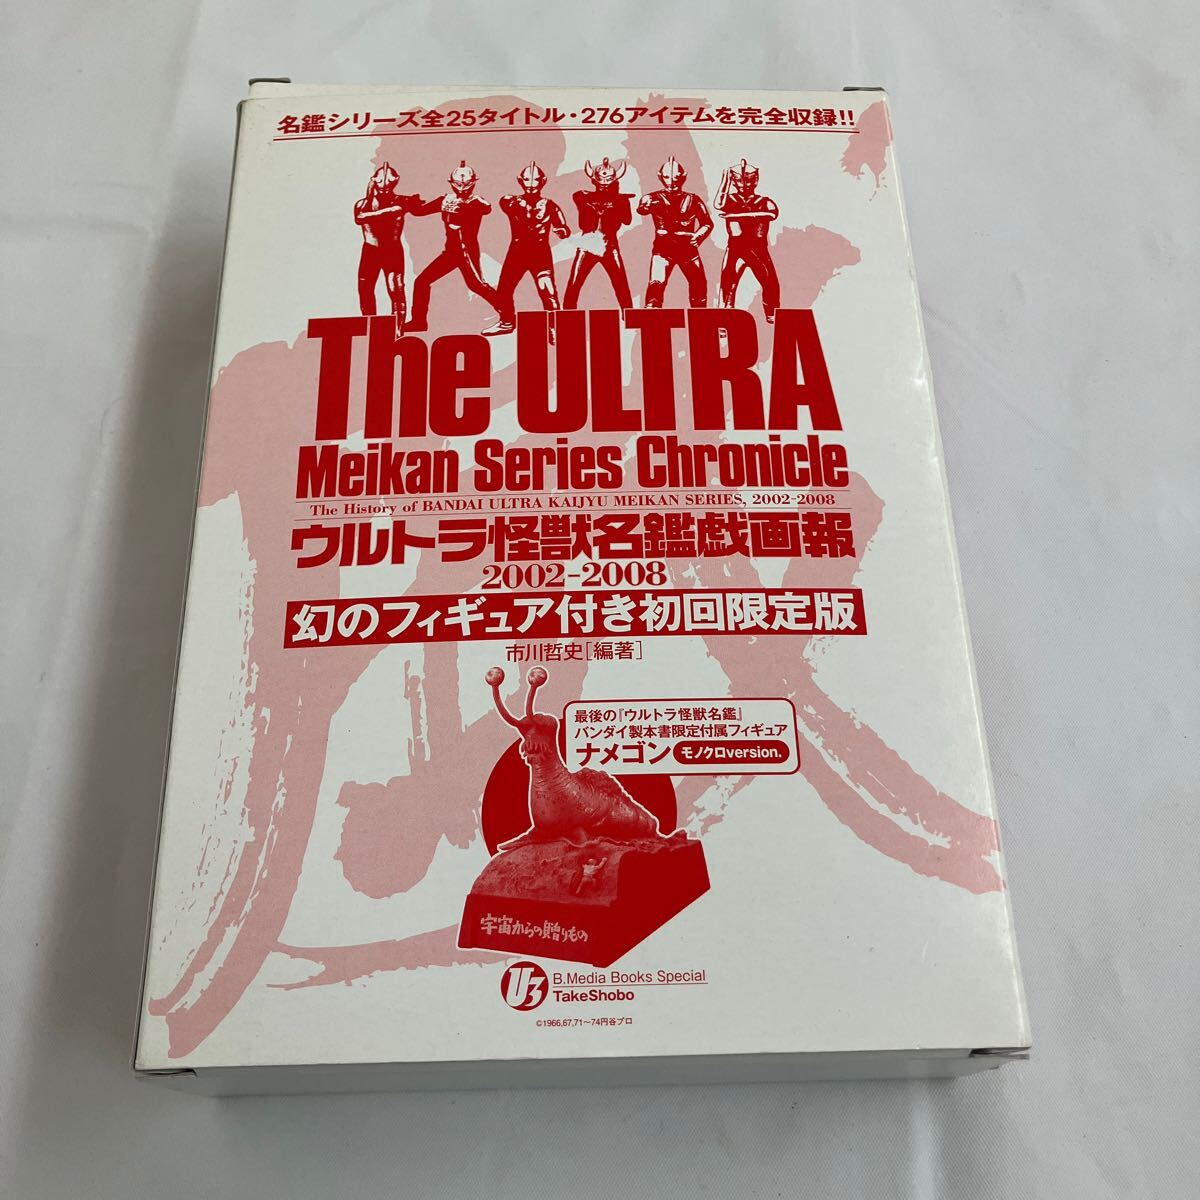 名鑑シリーズ全25タイトル・276アイテムを完全収録!!
The ULTRA
Meikan Series Chronicle
The History of BANDAI ULTRA KAIJYU MEIKAN SERIES, 2002-2008
ウルトラ怪獣名鑑戯画報
2002-2008
幻のフィギュア付き初回限定版
市川哲史[編著]
最後の『ウルトラ怪獣名鑑』
バンダイ製本書限定付属フィギュア
ナメゴン モノクロversion.
宇宙からの贈りもの
U3
B.Media Books Special
TakeShobo
©1966,67,71〜74円谷プロ